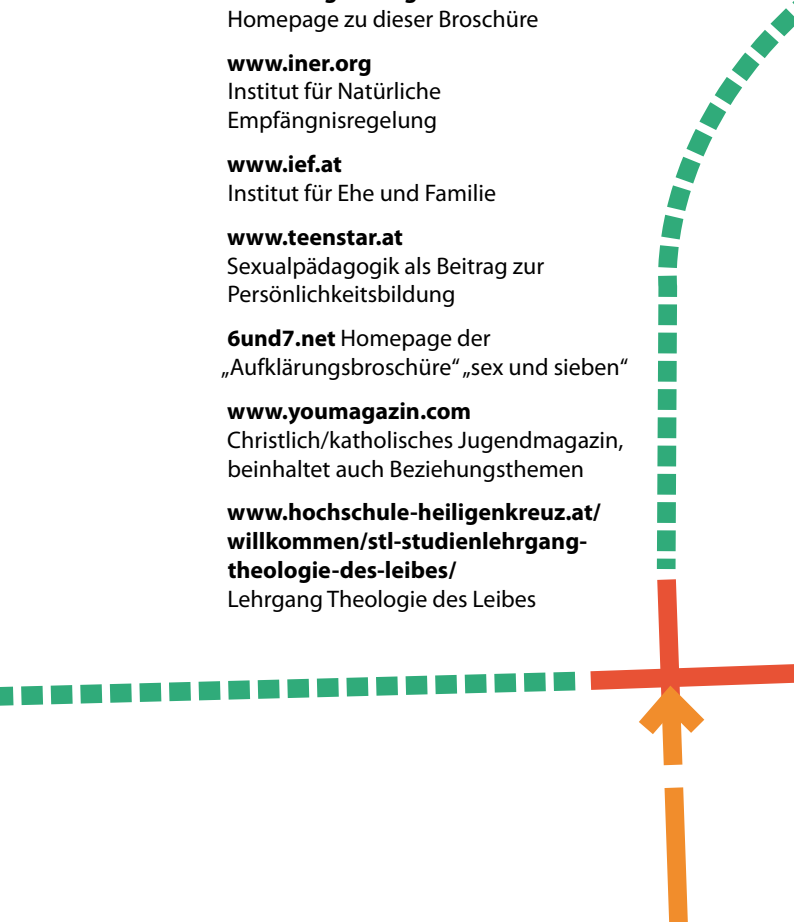 Homepage zu dieser Broschüre
www.iner.org
Institut für Natürliche
Empfängnisregelung
www.ief.at
Institut für Ehe und Familie
www.teenstar.at
Sexualpädagogik als Beitrag zur
Persönlichkeitsbildung
6und7.net Homepage der
„Aufklärungsbroschüre“ „sex und sieben“
www.youmagazin.com
Christlich/katholisches Jugendmagazin,
beinhaltet auch Beziehungsthemen
www.hochschule-heiligenkreuz.at/
willkommen/stl-studienlehrgang-
theologie-des-leibes/
Lehrgang Theologie des Leibes